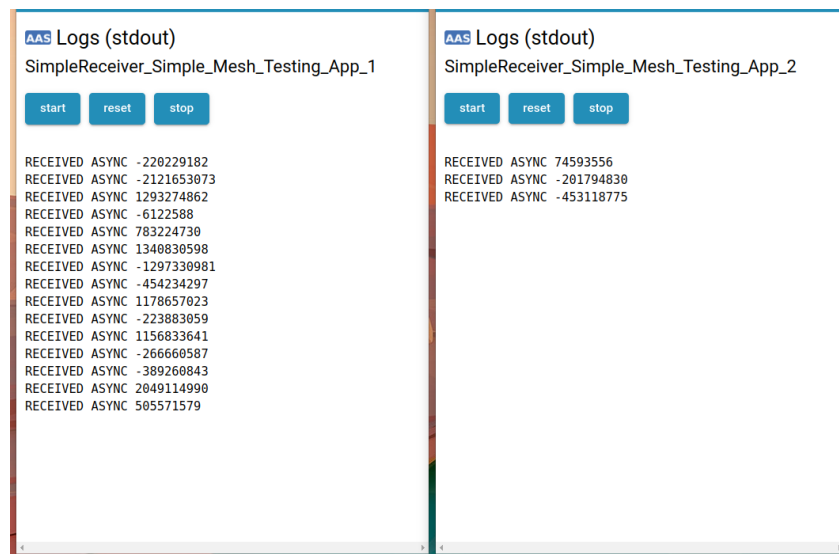 AAS Logs (stdout)
SimpleReceiver_Simple_Mesh_Testing_App_1
start reset stop
RECEIVED ASYNC -220229182
RECEIVED ASYNC -2121653073
RECEIVED ASYNC 1293274862
RECEIVED ASYNC -6122588
RECEIVED ASYNC 783224730
RECEIVED ASYNC 1340830598
RECEIVED ASYNC -1297330981
RECEIVED ASYNC -454234297
RECEIVED ASYNC 1178657023
RECEIVED ASYNC -223883059
RECEIVED ASYNC 1156833641
RECEIVED ASYNC -266660587
RECEIVED ASYNC -389260843
RECEIVED ASYNC 2049114990
RECEIVED ASYNC 505571579
AAS Logs (stdout)
SimpleReceiver_Simple_Mesh_Testing_App_2
start reset stop
RECEIVED ASYNC 74593556
RECEIVED ASYNC -201794830
RECEIVED ASYNC -453118775